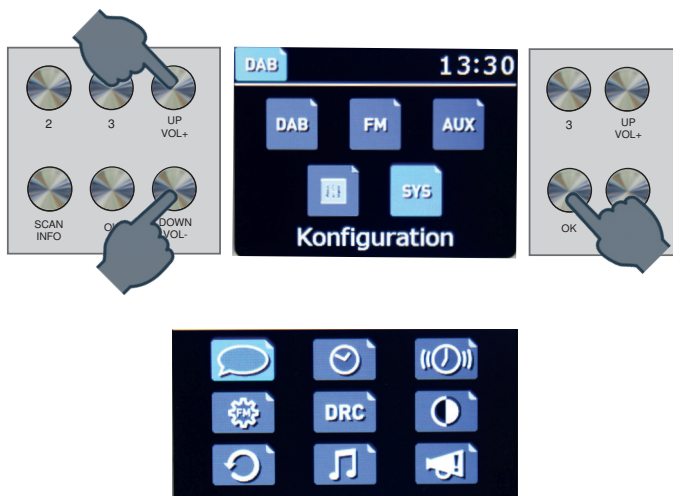 2
3
UP
VOL+
SCAN
INFO
DOWN
VOL-
DAB
13:30
DAB
FM
AUX
SYS
Konfiguration
3
UP
VOL+
OK
FM
DRC